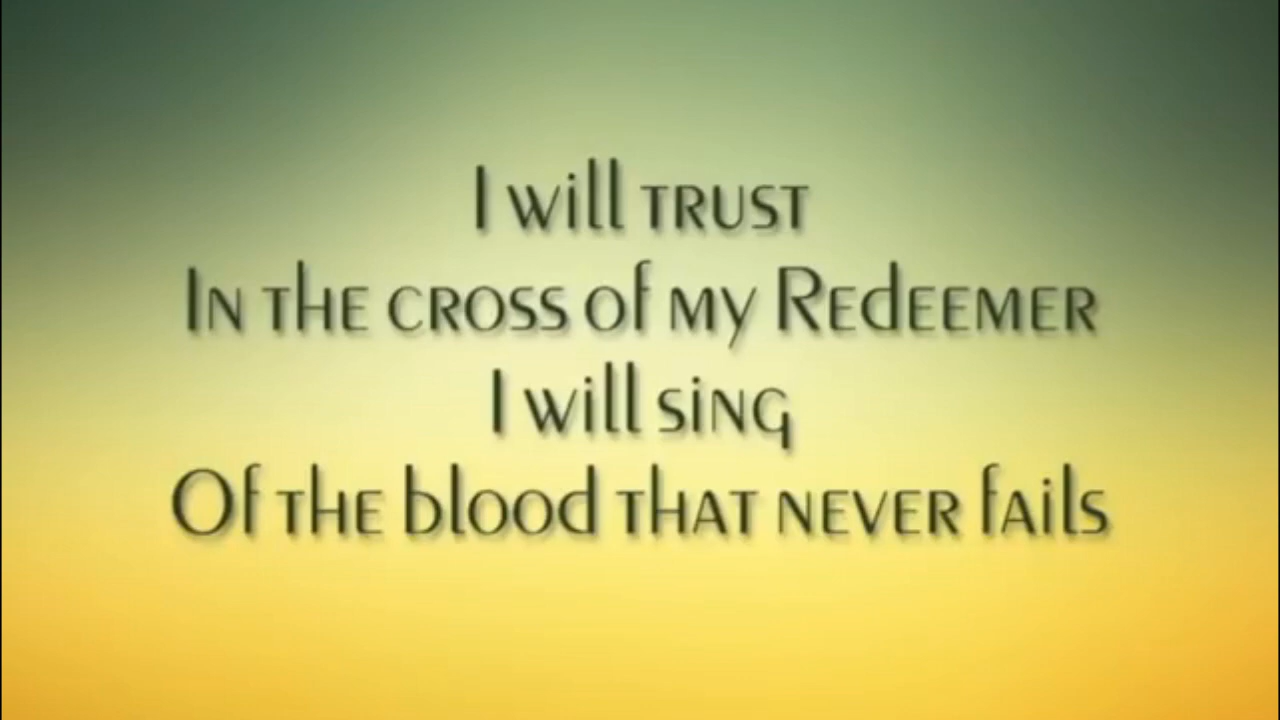 I will trust
In the cross of my Redeemer
I will sing
Of the blood that never fails